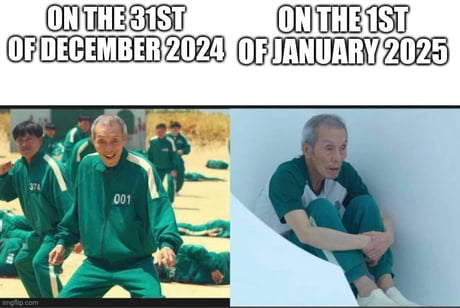 ON THE 31ST
OF DECEMBER 2024
ON THE 1ST
OF JANUARY 2025
374
001
imgflip.com